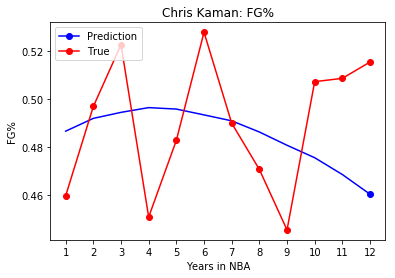 Chris Kaman: FG%
Prediction
True
0.52
0.50
0.48
0.46
FG%
1 2 3 4 5 6 7 8 9 10 11 12
Years in NBA